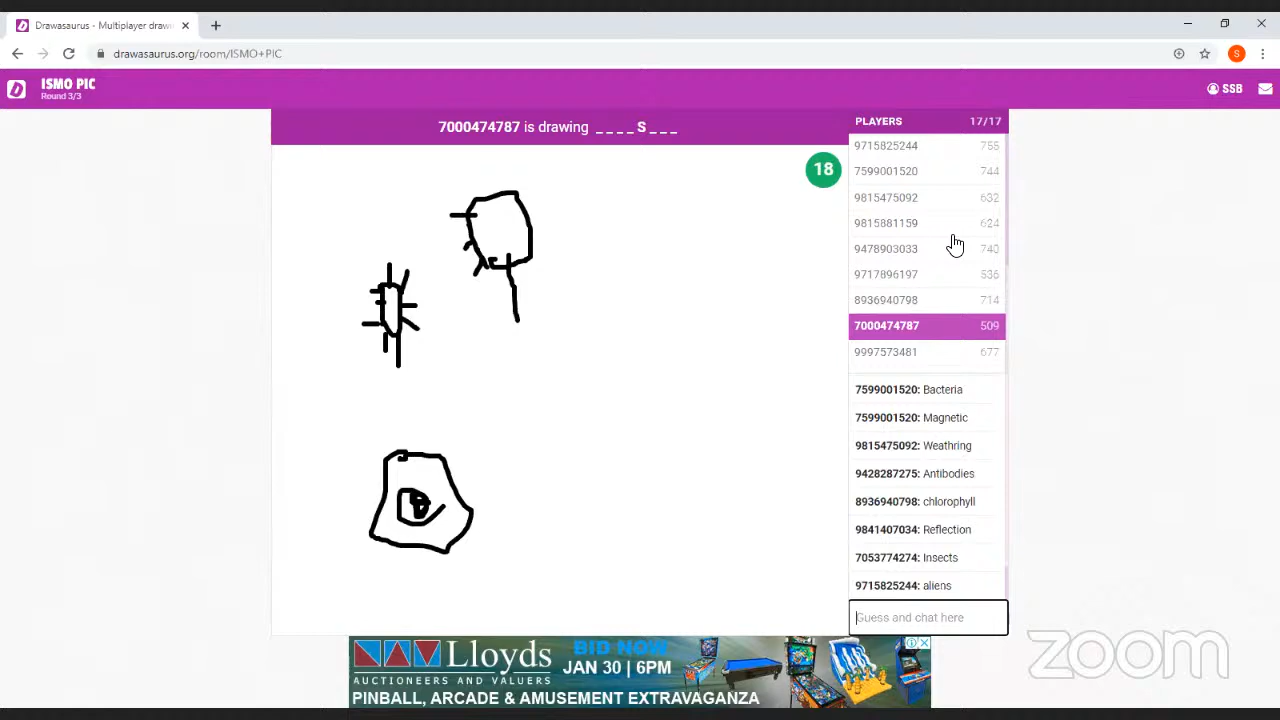 Drawasaurus - Multiplayer draw
drawasaurus.org/room/ISMO+PIC
S
ISMO PIC
Round 3/3
SSB
7000474787 is drawing _ _ _ _ S _ _ _
PLAYERS 17/17
18
9715825244 755
7599001520 744
9815475092 632
9815881159 624
9478903033 740
9717896197 536
8936940798 714
7000474787 509
9997573481 677
7599001520: Bacteria
7599001520: Magnetic
9815475092: Weathring
9428287275: Antibodies
8936940798: chlorophyll
9841407034: Reflection
7053774274: Insects
9715825244: aliens
Guess and chat here
NAV Lloyds
AUCTIONEERS AND VALUERS
BID NOW
JAN 30 | 6PM
PINBALL, ARCADE & AMUSEMENT EXTRAVAGANZA
zoom